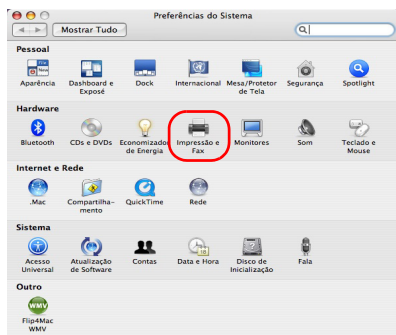 Preferências do Sistema
Mostrar Tudo
Pessoal
Aparência
Dashboard e Exposé
Dock
Internacional
Mesa/Protetor de Tela
Segurança
Spotlight
Hardware
Bluetooth
CDs e DVDs
Economizador de Energia
Impressão e Fax
Monitores
Som
Teclado e Mouse
Internet e Rede
.Mac
Compartilha-mento
QuickTime
Rede
Sistema
Acesso Universal
Atualização de Software
Contas
Data e Hora
Disco de Inicialização
Fala
Outro
WMV
Flip4Mac WMV